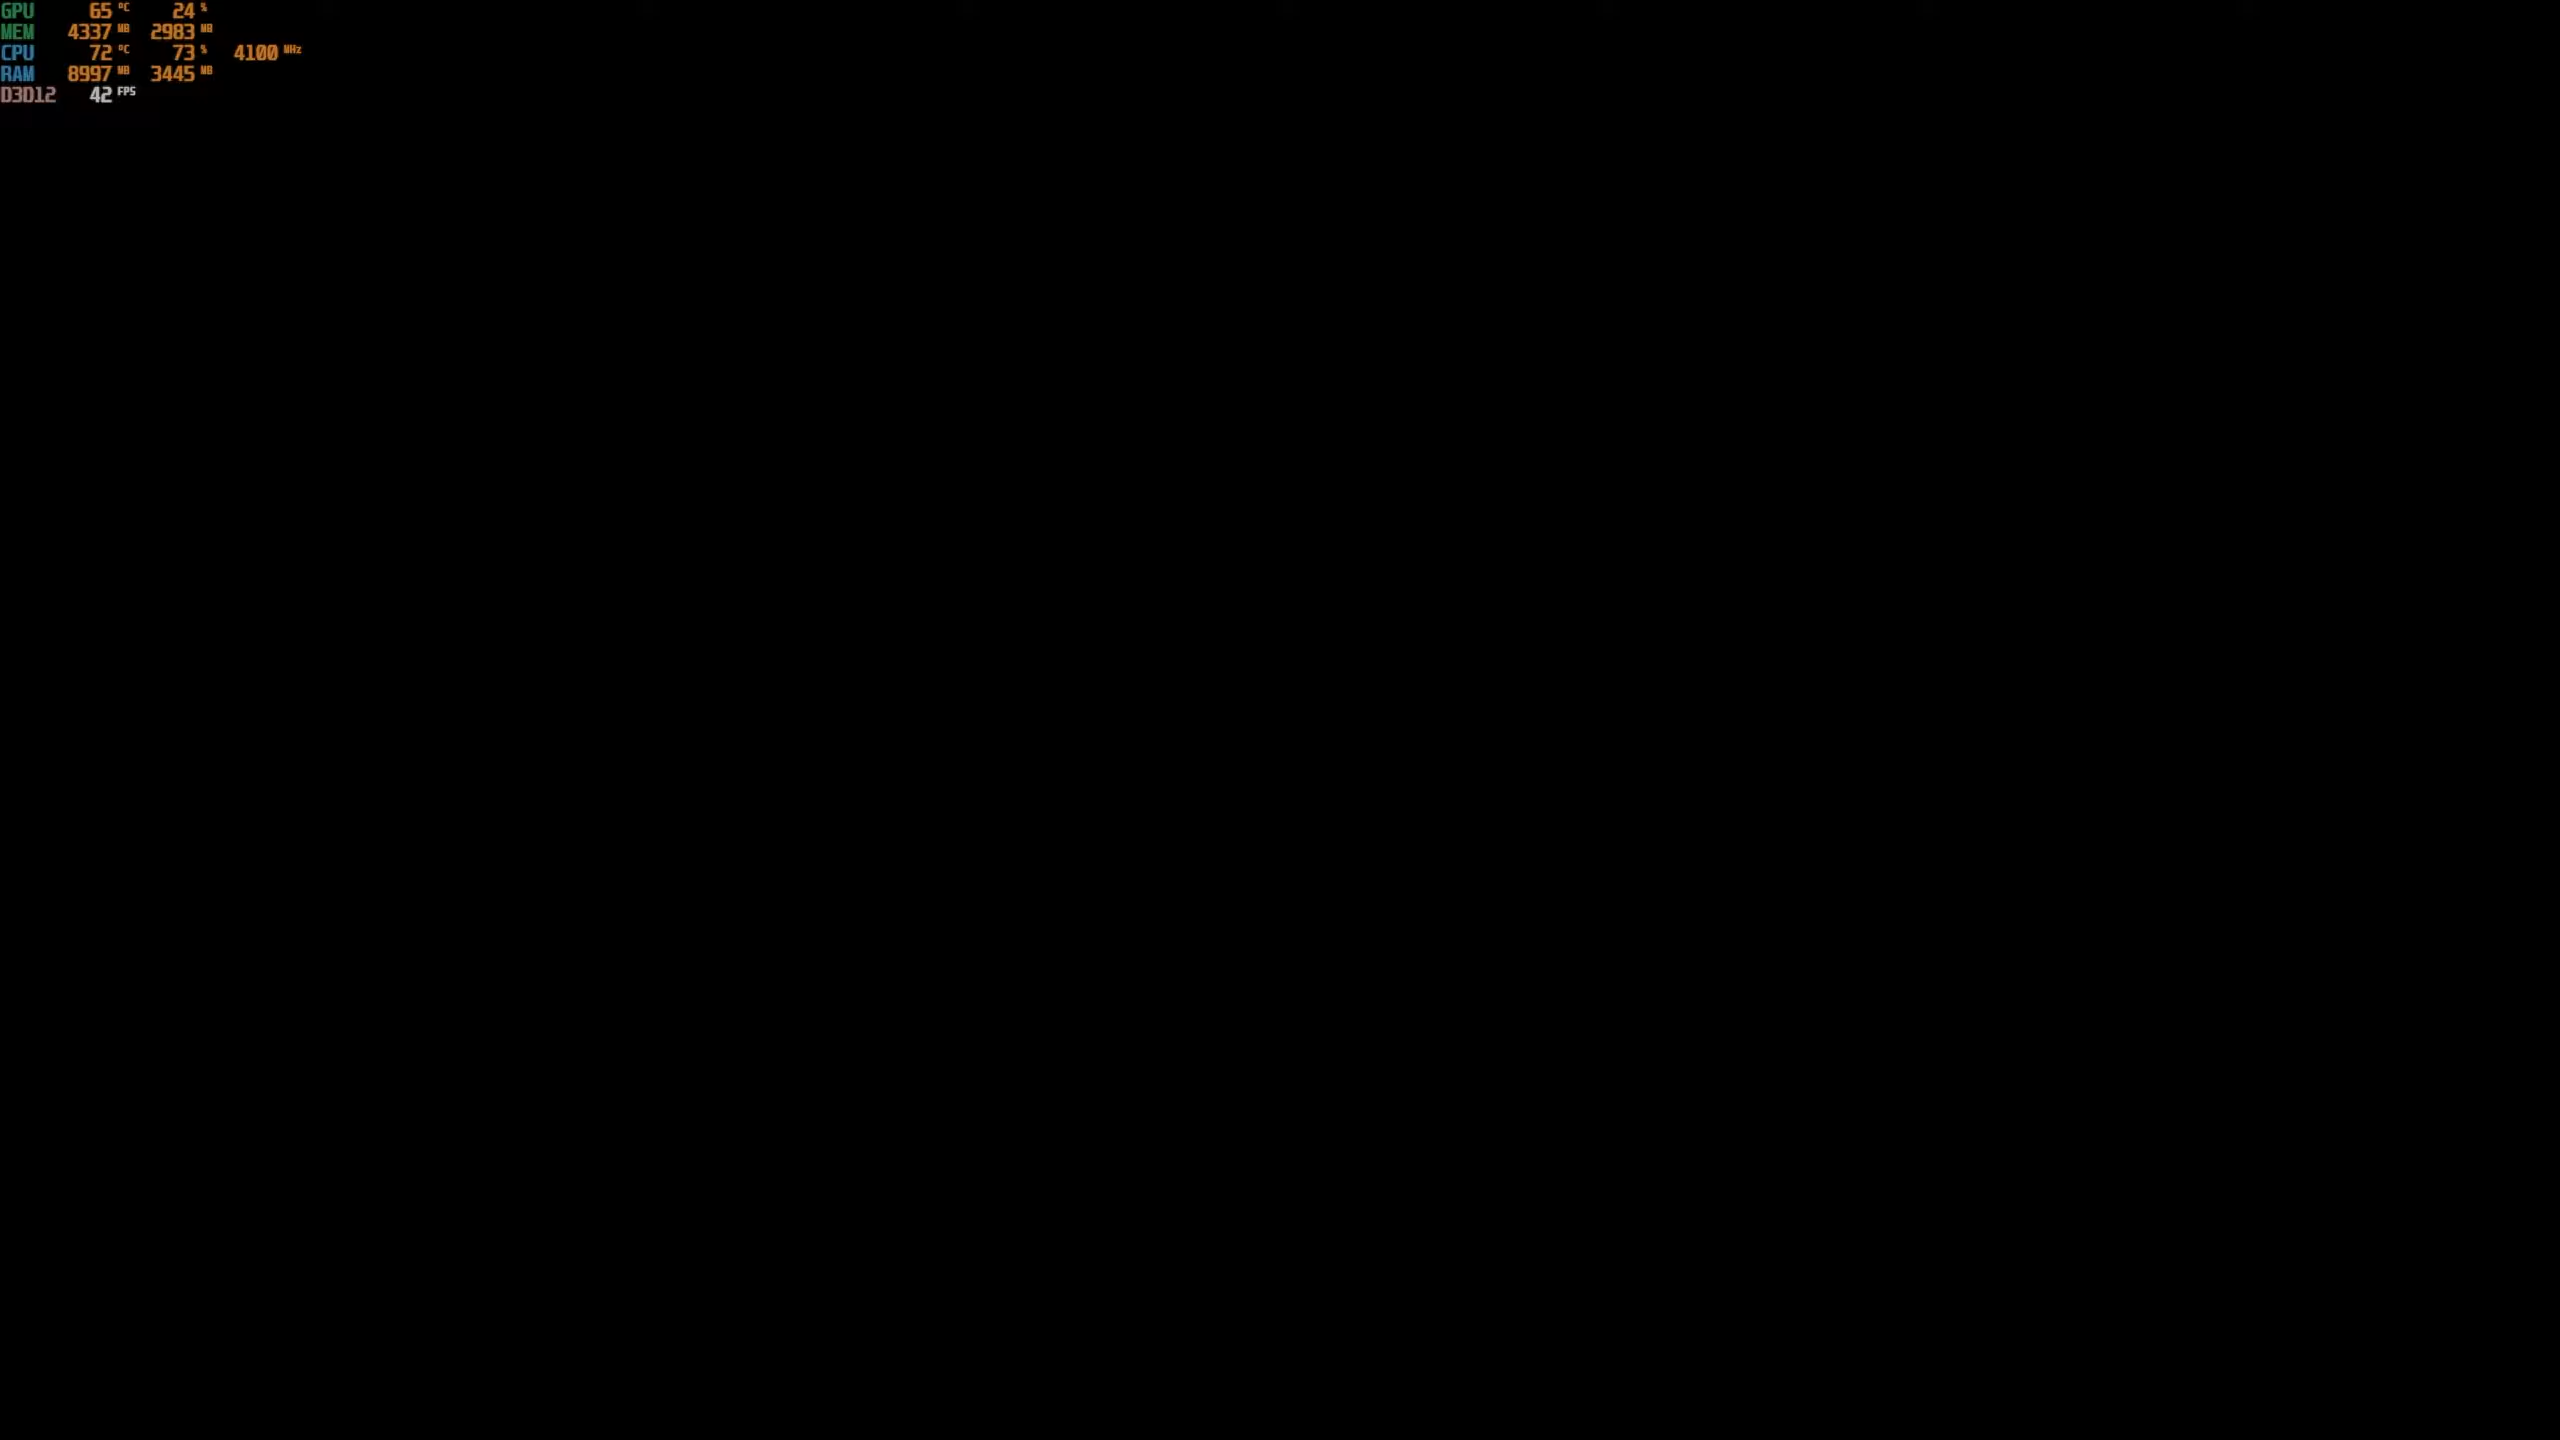 GPU 65 °C 24 %
MEM 4337 MB 2983 MB
CPU 72 °C 73 % 4100 MHz
RAM 8997 MB 3445 MB
D3D12 42 FPS